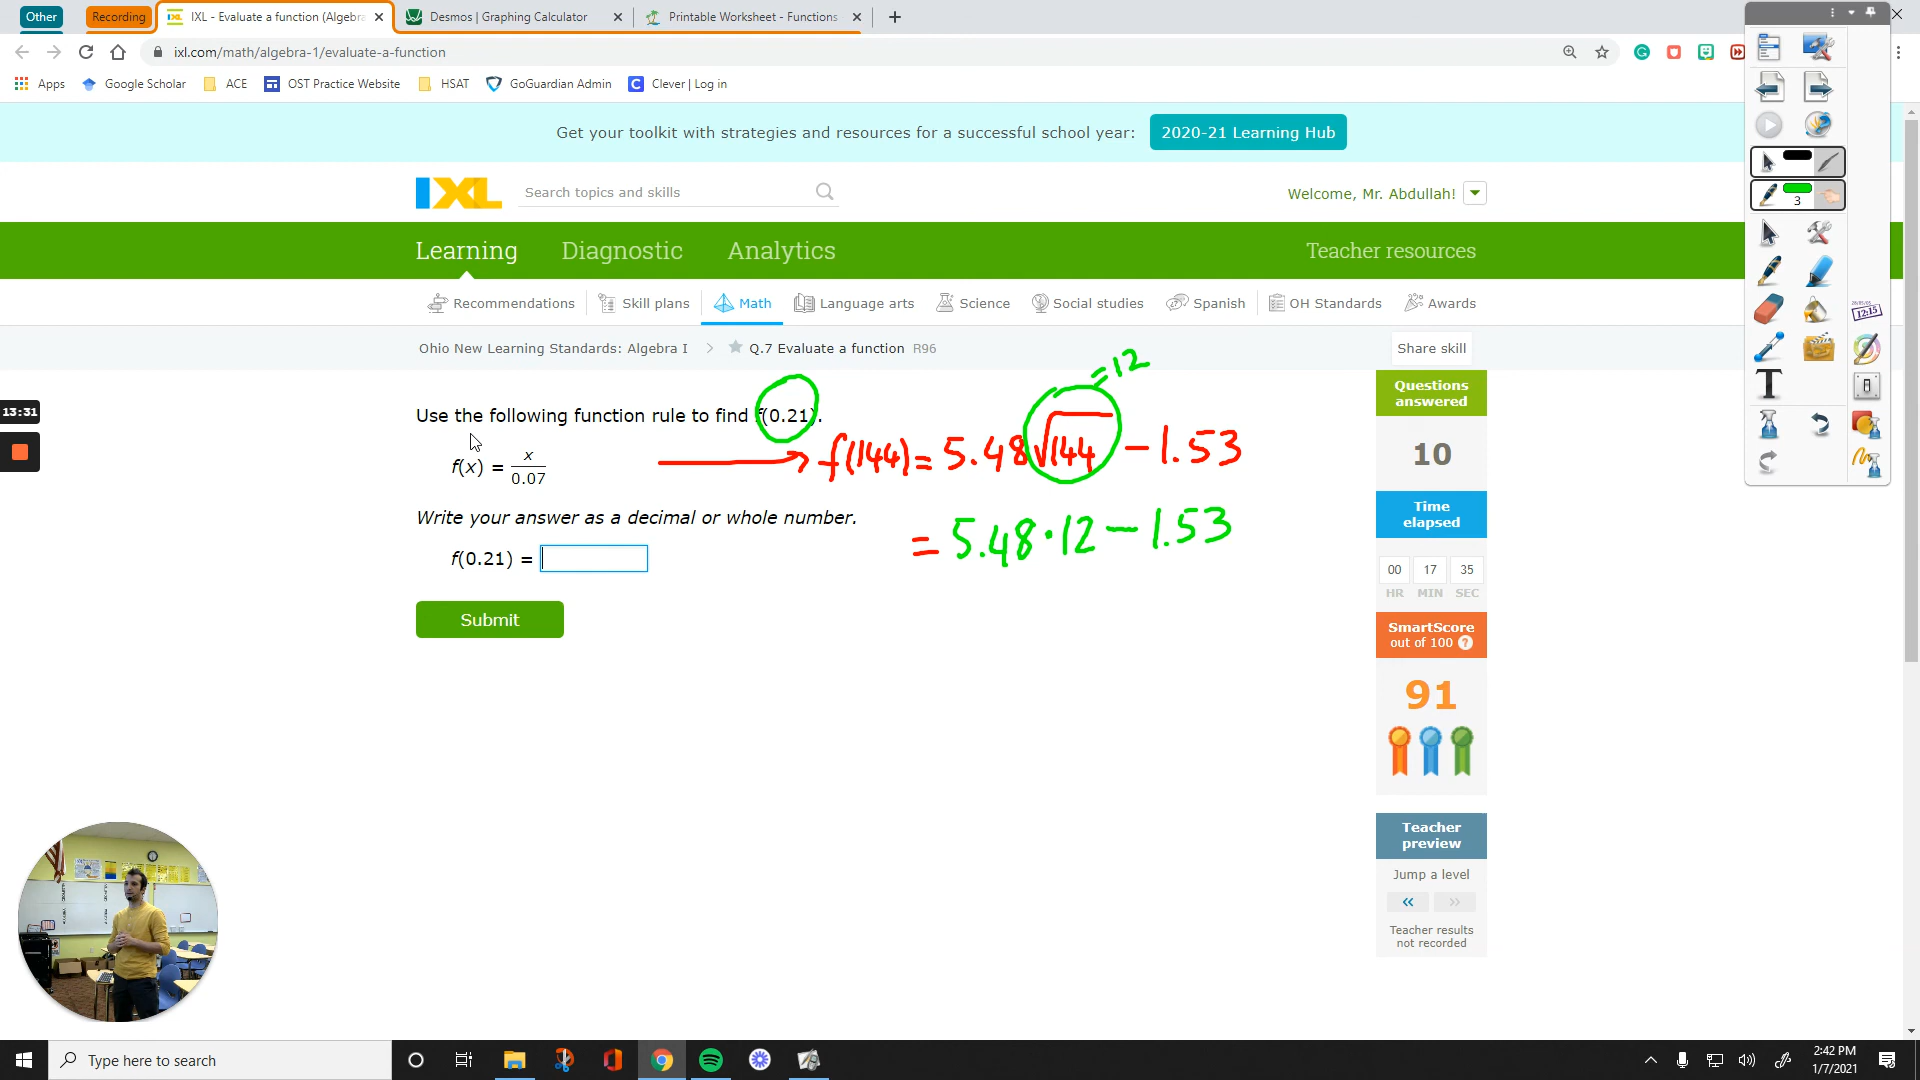 Other
Recording
IXL - Evaluate a function (Algebra
Desmos | Graphing Calculator
Printable Worksheet - Functions
ixl.com/math/algebra-1/evaluate-a-function
Apps
Google Scholar
ACE
OST Practice Website
HSAT
GoGuardian Admin
Clever | Log in
Get your toolkit with strategies and resources for a successful school year:
2020-21 Learning Hub
IXL
Search topics and skills
Welcome, Mr. Abdullah!
Learning
Diagnostic
Analytics
Teacher resources
Recommendations
Skill plans
Math
Language arts
Science
Social studies
Spanish
OH Standards
Awards
Ohio New Learning Standards: Algebra I > Q.7 Evaluate a function R96
Share skill
=12
Use the following function rule to find f(0.21).
f(144) = 5.48√144 - 1.53
f(x) = x/0.07
Write your answer as a decimal or whole number.
= 5.48·12 - 1.53
f(0.21) =
Submit
Questions answered
10
Time elapsed
00 17 35
HR MIN SEC
SmartScore
out of 100 ?
91
Teacher preview
Jump a level
<< >>
Teacher results not recorded
13:31
3
12:15
T
Type here to search
2:42 PM
1/7/2021